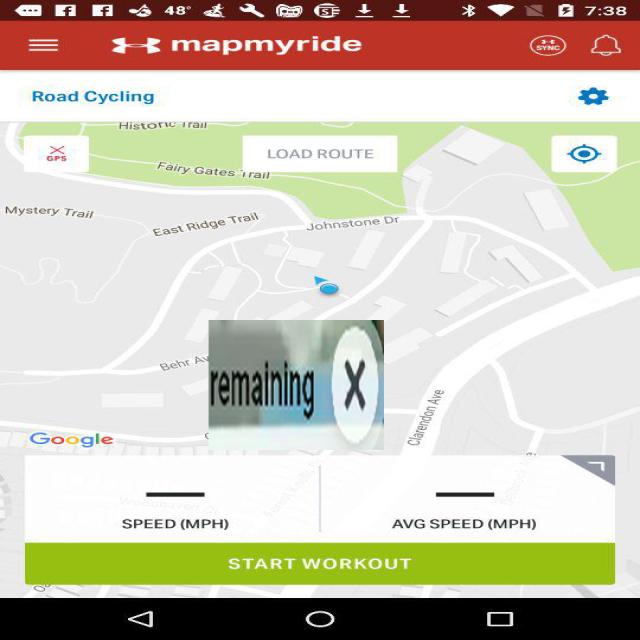 48°
7:38
mapmyride
SYNC
Road Cycling
Historic Trail
GPS
LOAD ROUTE
Fairy Gates Trail
Mystery Trail
East Ridge Trail
Johnstone Dr
Behr Av
remaining X
Clarendon Ave
Google
SPEED (MPH)
AVG SPEED (MPH)
START WORKOUT